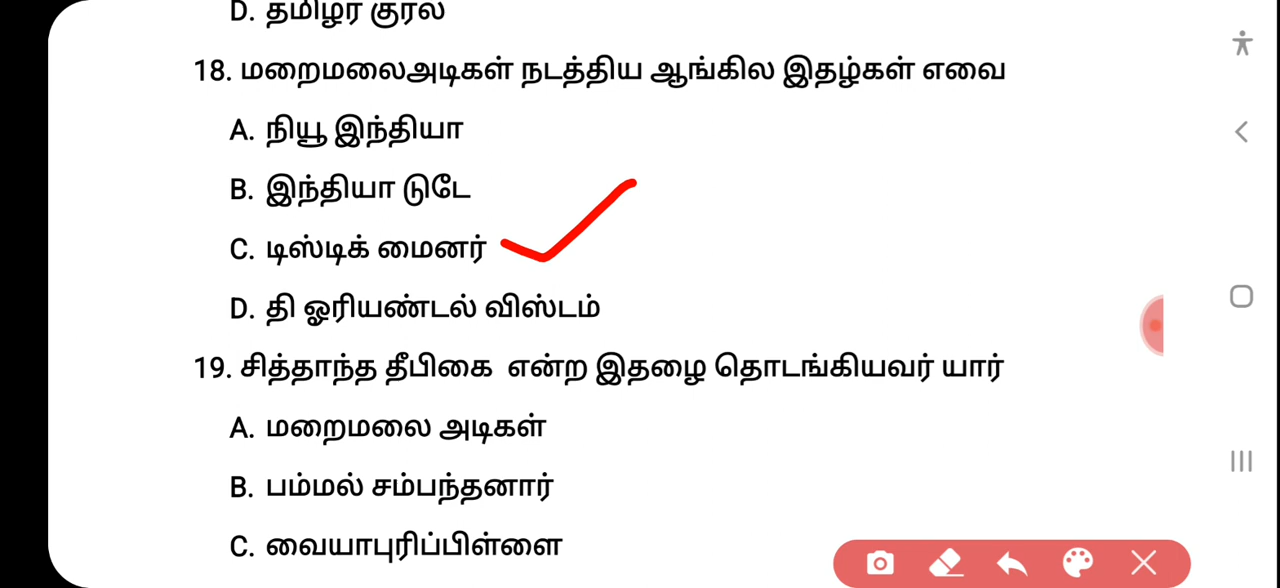 D. தமிழர் குரல்
18. மறைமலைஅடிகள் நடத்திய ஆங்கில இதழ்கள் எவை
A. நியூ இந்தியா
B. இந்தியா டுடே
C. டிஸ்டிக் மைனர்
D. தி ஓரியண்டல் விஸ்டம்
19. சித்தாந்த தீபிகை என்ற இதழை தொடங்கியவர் யார்
A. மறைமலை அடிகள்
B. பம்மல் சம்பந்தனார்
C. வையாபுரிப்பிள்ளை